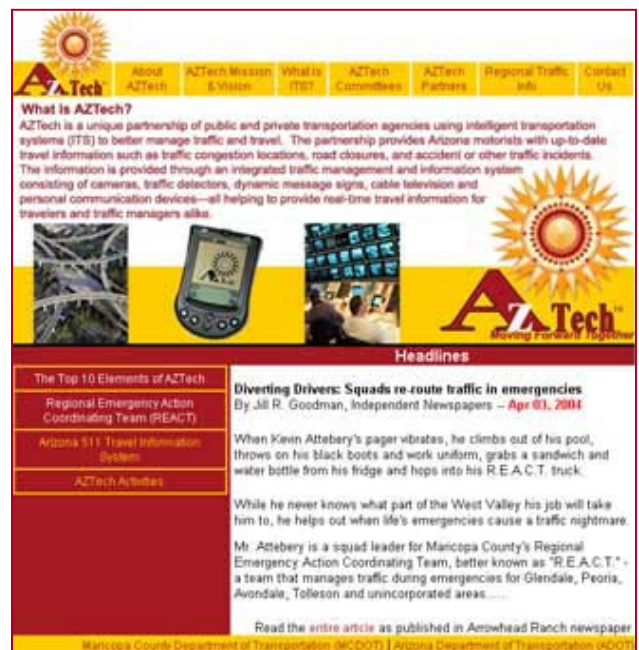 AZTech™
About AZTech
AZTech Mission & Vision
What is ITS?
AZTech Committees
AZTech Partners
Regional Traffic Info
Contact Us
What Is AZTech?
AZTech is a unique partnership of public and private transportation agencies using intelligent transportation
systems (ITS) to better manage traffic and travel. The partnership provides Arizona motorists with up-to-date
travel information such as traffic congestion locations, road closures, and accident or other traffic incidents.
The information is provided through an integrated traffic management and information system
consisting of cameras, traffic detectors, dynamic message signs, cable television and
personal communication devices—all helping to provide real-time travel information for
travelers and traffic managers alike.
AZTech™
Moving Forward Together
Headlines
The Top 10 Elements of AZTech
Regional Emergency Action
Coordinating Team (REACT)
Arizona 511 Travel Information
System
AZTech Activities
Diverting Drivers: Squads re-route traffic in emergencies
By Jill R. Goodman, Independent Newspapers -- Apr 03, 2004
When Kevin Attebery's pager vibrates, he climbs out of his pool,
throws on his black boots and work uniform, grabs a sandwich and
water bottle from his fridge and hops into his R.E.A.C.T. truck.
While he never knows what part of the West Valley his job will take
him to, he helps out when life's emergencies cause a traffic nightmare.
Mr. Attebery is a squad leader for Maricopa County's Regional
Emergency Action Coordinating Team, better known as "R.E.A.C.T." -
a team that manages traffic during emergencies for Glendale, Peoria,
Avondale, Tolleson and unincorporated areas......
Read the entire article as published in Arrowhead Ranch newspaper
Maricopa County Department of Transportation (MCDOT) | Arizona Department of Transportation (ADOT)